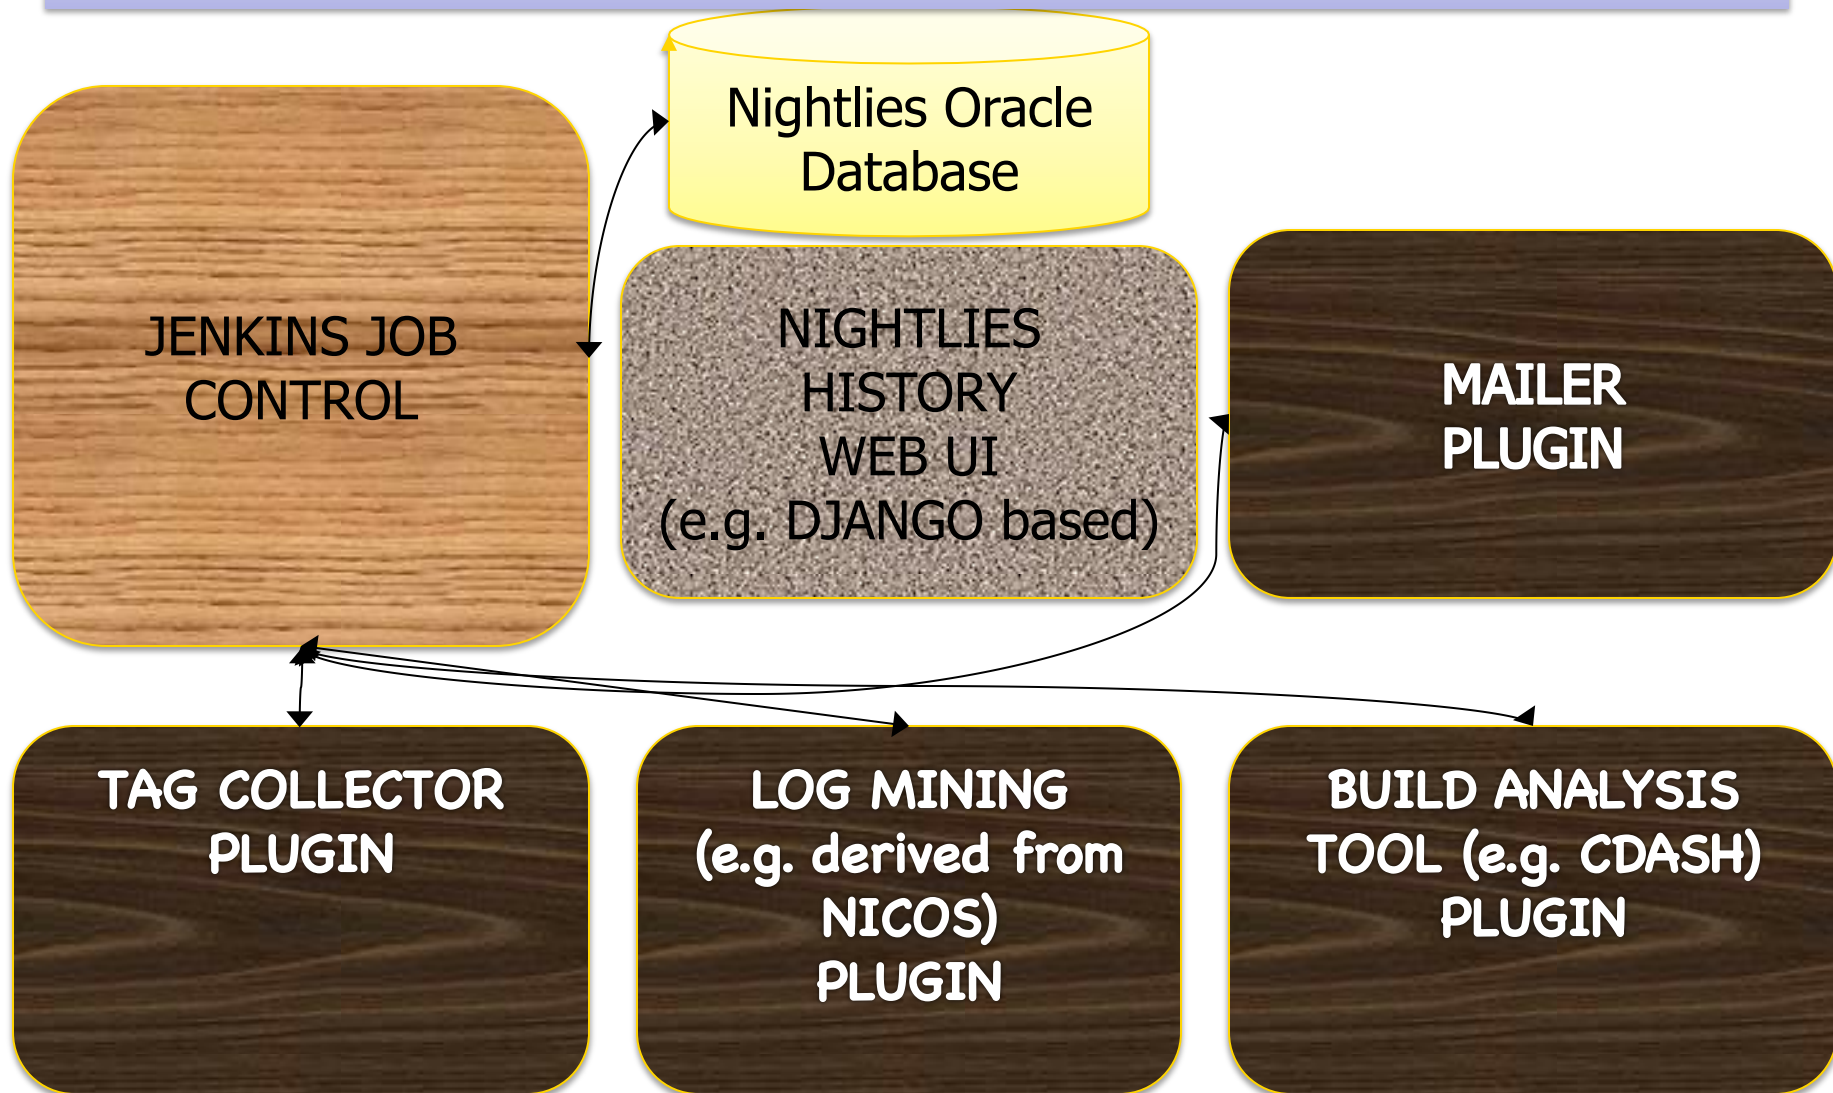 Nightlies Oracle
Database
JENKINS JOB
CONTROL
NIGHTLIES
HISTORY
WEB UI
(e.g. DJANGO based)
MAILER
PLUGIN
TAG COLLECTOR
PLUGIN
LOG MINING
(e.g. derived from
NICOS)
PLUGIN
BUILD ANALYSIS
TOOL (e.g. CDASH)
PLUGIN